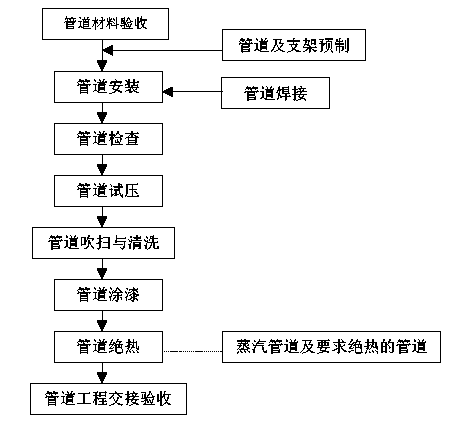 管道材料验收
管道及支架预制
管道安装
管道焊接
管道检查
管道试压
管道吹扫与清洗
管道涂漆
管道绝热
蒸汽管道及要求绝热的管道
管道工程交接验收